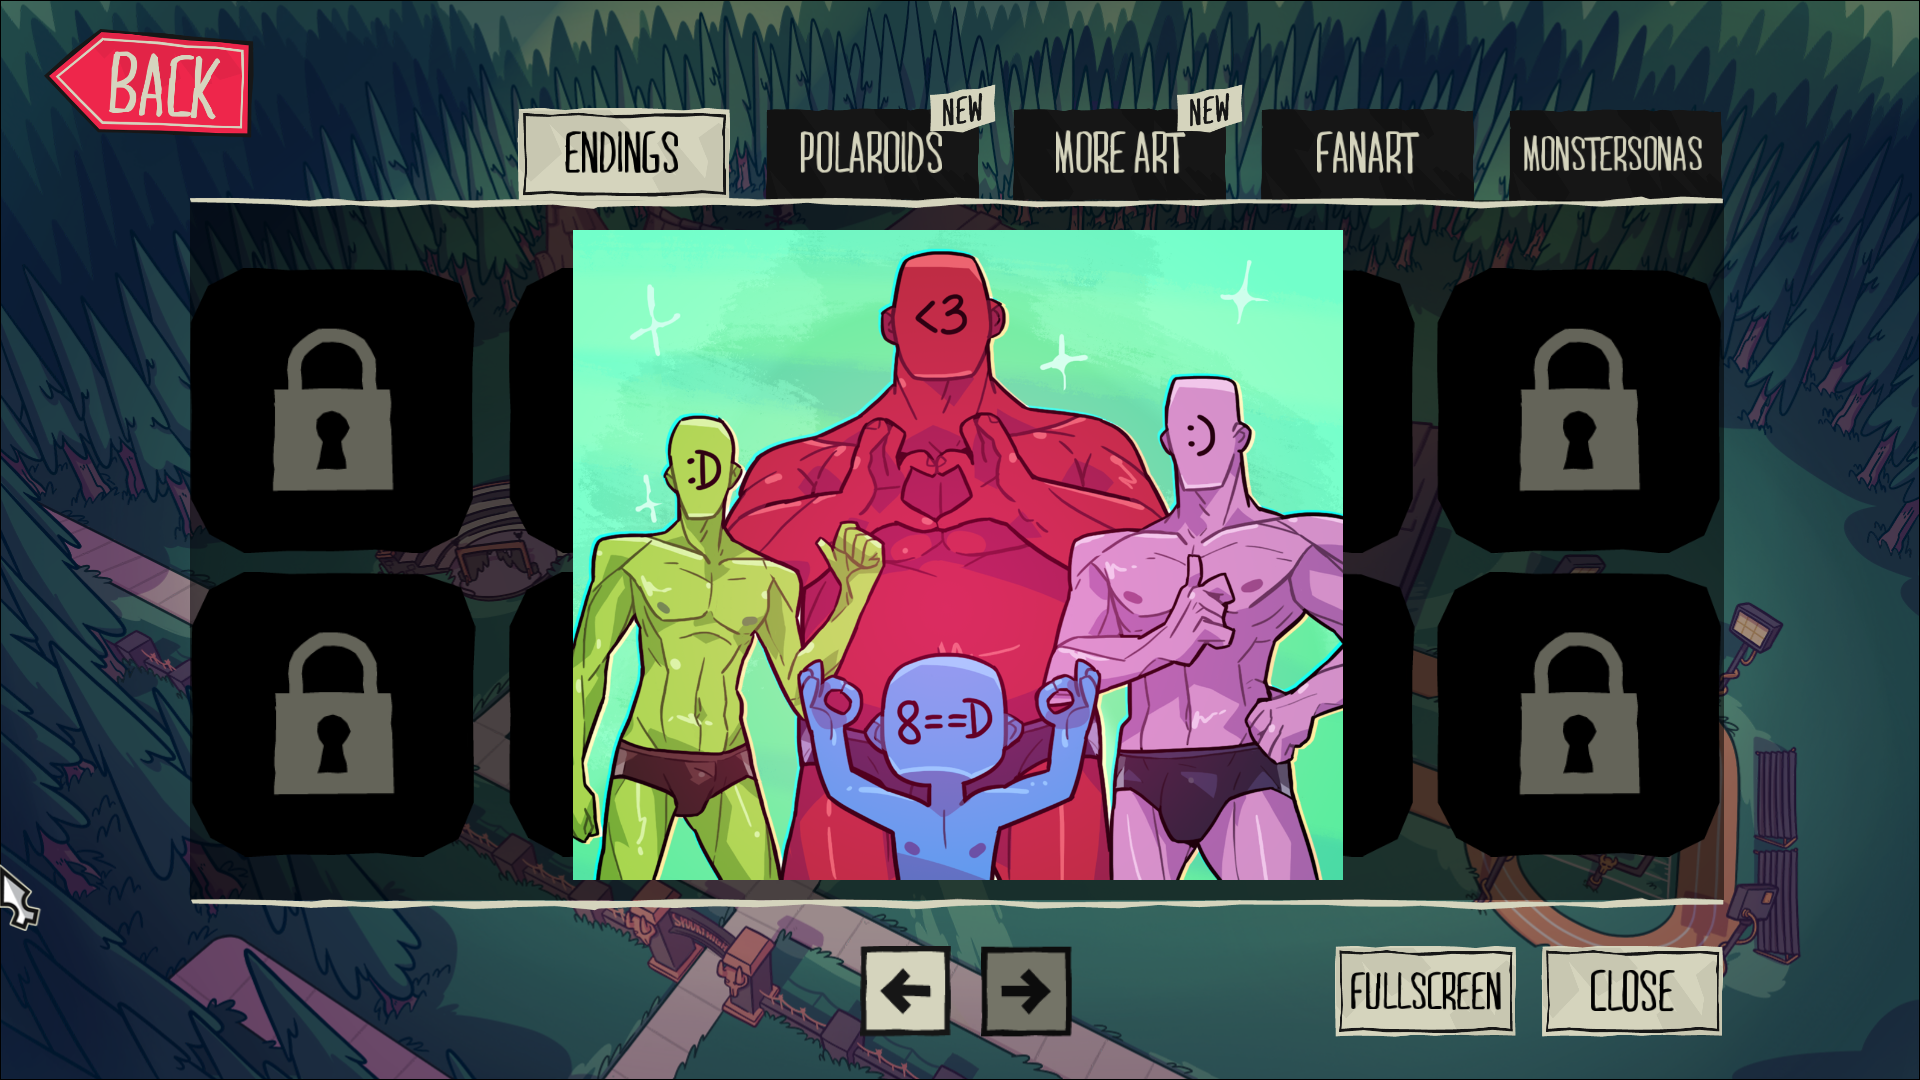 BACK
NEW
NEW
ENDINGS
POLAROIDS
MORE ART
FANART
MONSTERSONAS
<3
:)
:D
8==D
FULLSCREEN
CLOSE